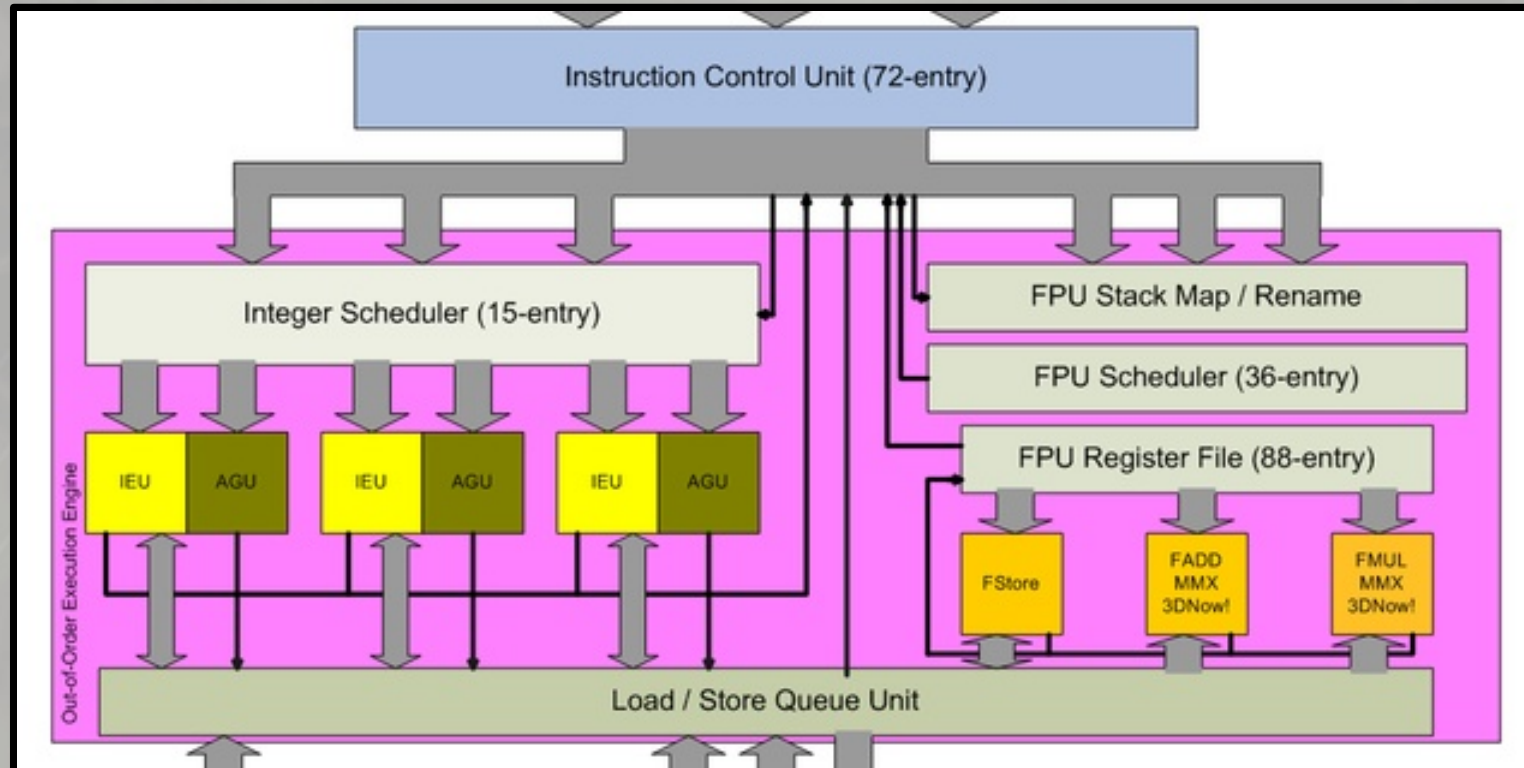 Instruction Control Unit (72-entry)
Integer Scheduler (15-entry)
FPU Stack Map / Rename
FPU Scheduler (36-entry)
FPU Register File (88-entry)
IEU
AGU
IEU
AGU
IEU
AGU
FStore
FADD
MMX
3DNow!
FMUL
MMX
3DNow!
Load / Store Queue Unit
Out-of-Order Execution Engine